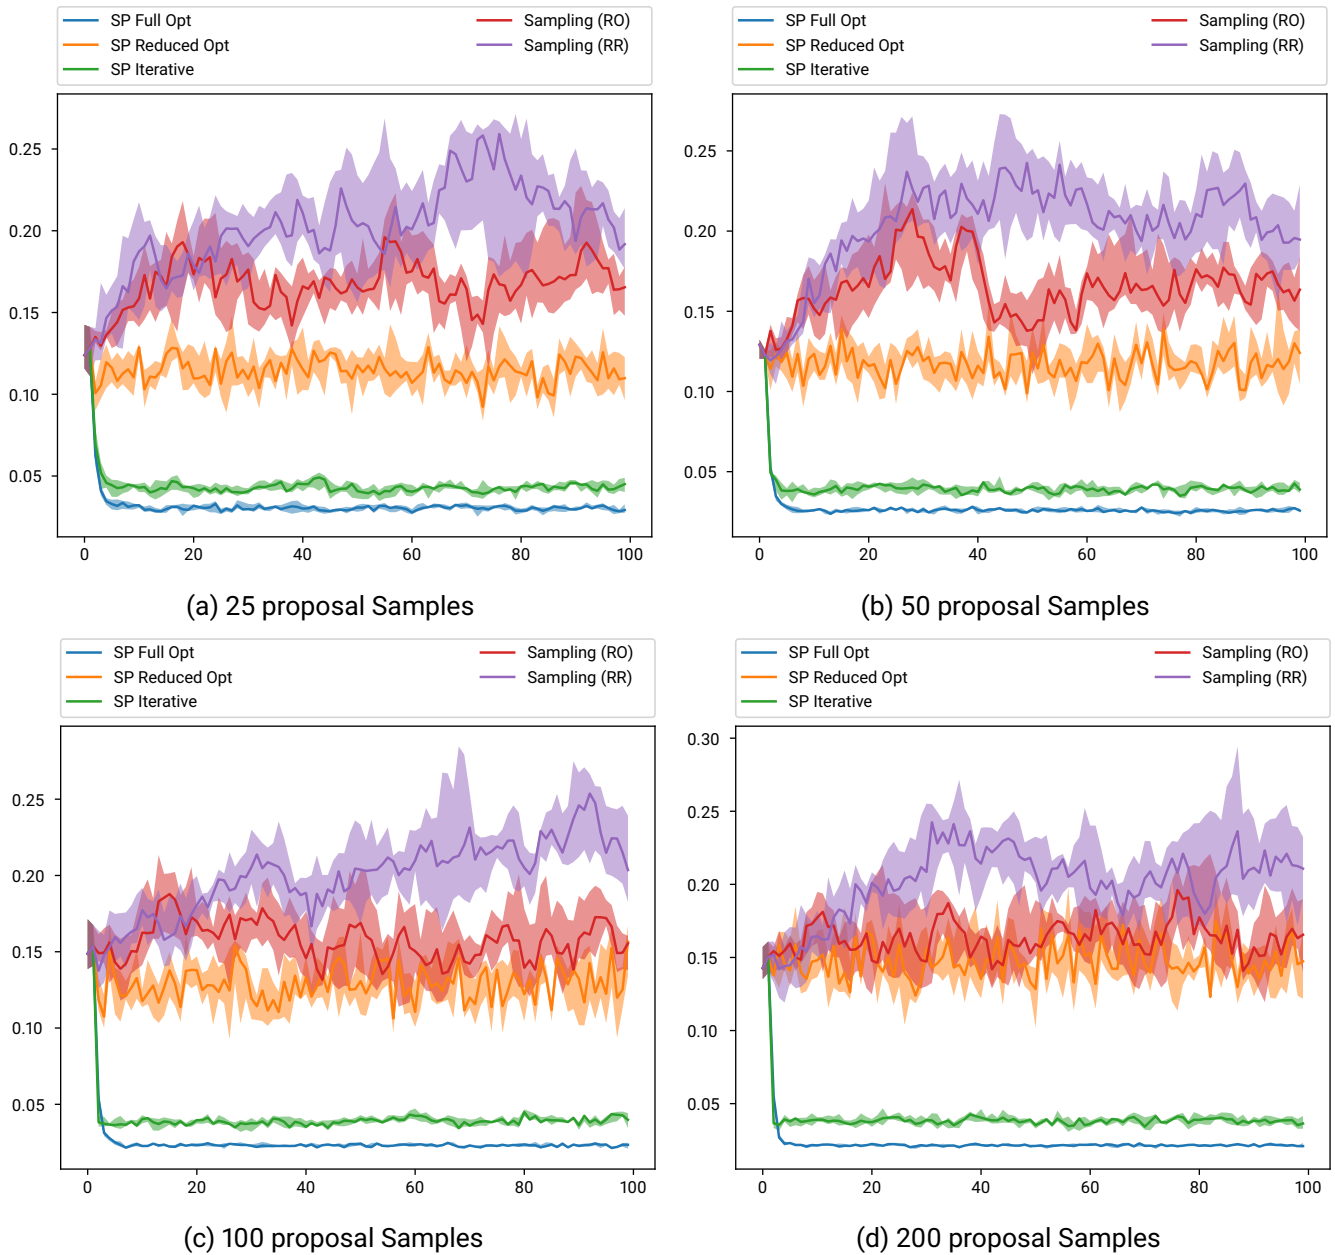 SP Full Opt
SP Reduced Opt
SP Iterative
Sampling (RO)
Sampling (RR)
0.25
0.20
0.15
0.10
0.05
0 20 40 60 80 100
(a) 25 proposal Samples
SP Full Opt
SP Reduced Opt
SP Iterative
Sampling (RO)
Sampling (RR)
0.25
0.20
0.15
0.10
0.05
0 20 40 60 80 100
(b) 50 proposal Samples
SP Full Opt
SP Reduced Opt
SP Iterative
Sampling (RO)
Sampling (RR)
0.25
0.20
0.15
0.10
0.05
0 20 40 60 80 100
(c) 100 proposal Samples
SP Full Opt
SP Reduced Opt
SP Iterative
Sampling (RO)
Sampling (RR)
0.30
0.25
0.20
0.15
0.10
0.05
0 20 40 60 80 100
(d) 200 proposal Samples